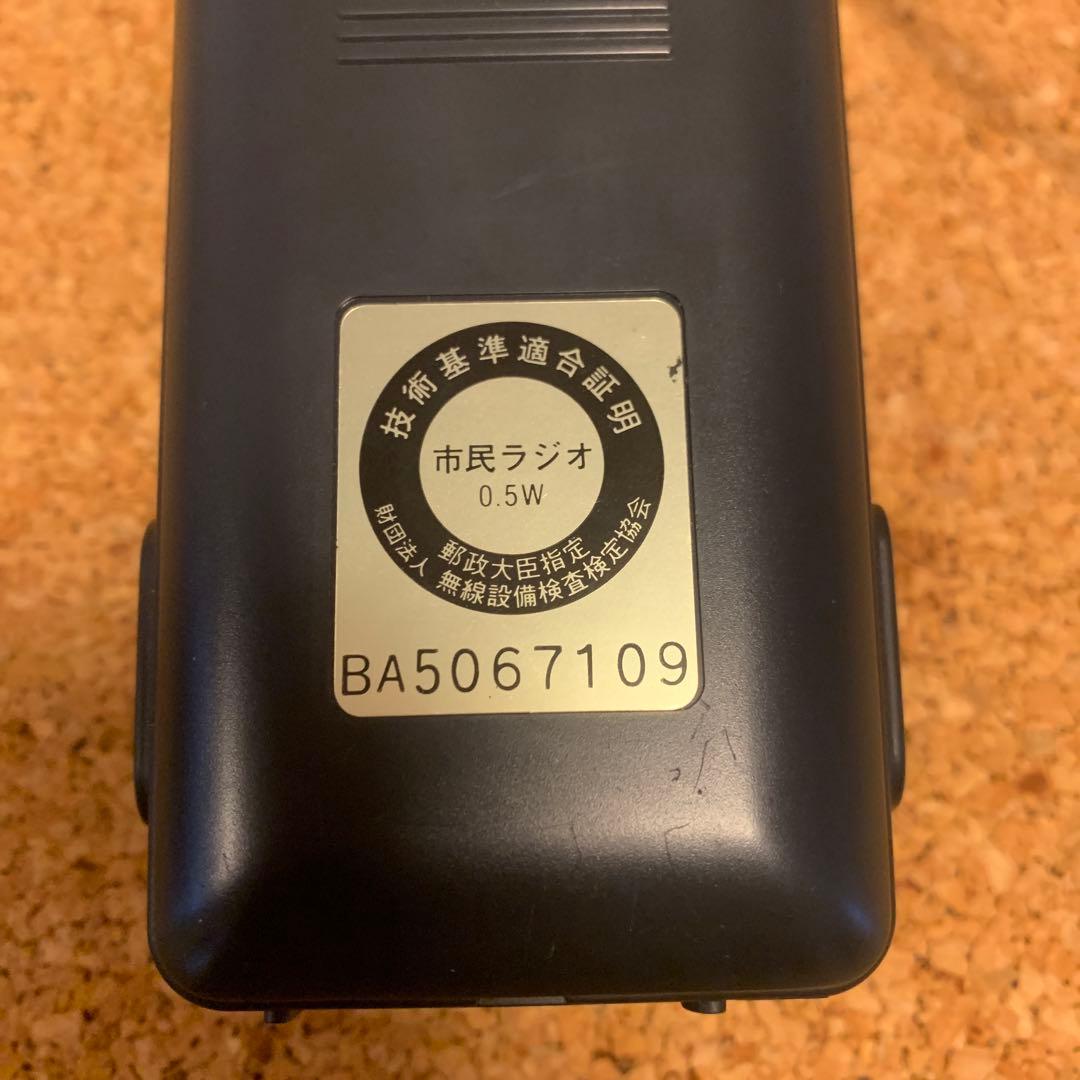 技術基準適合証明
市民ラジオ
0.5W
郵政大臣指定
財団法人 無線設備検査検定協会
BA5067109